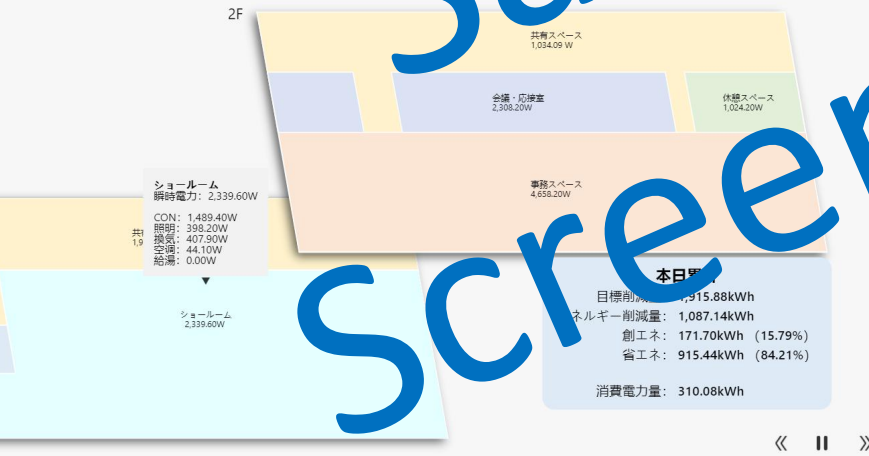 2F
共有スペース
1,034.09 W
会議・応接室
2,308.20W
休憩スペース
1,024.20W
事務スペース
4,658.20W
ショールーム
瞬時電力: 2,339.60W
CON: 1,489.40W
照明: 398.20W
換気: 407.90W
空调: 44.10W
給湯: 0.00W
ショールーム
2,339.60W
本日
目標削 1,915.88kWh
ネルギー削減量: 1,087.14kWh
創エネ: 171.70kWh (15.79%)
省エネ: 915.44kWh (84.21%)
消費電力量: 310.08kWh
Scree